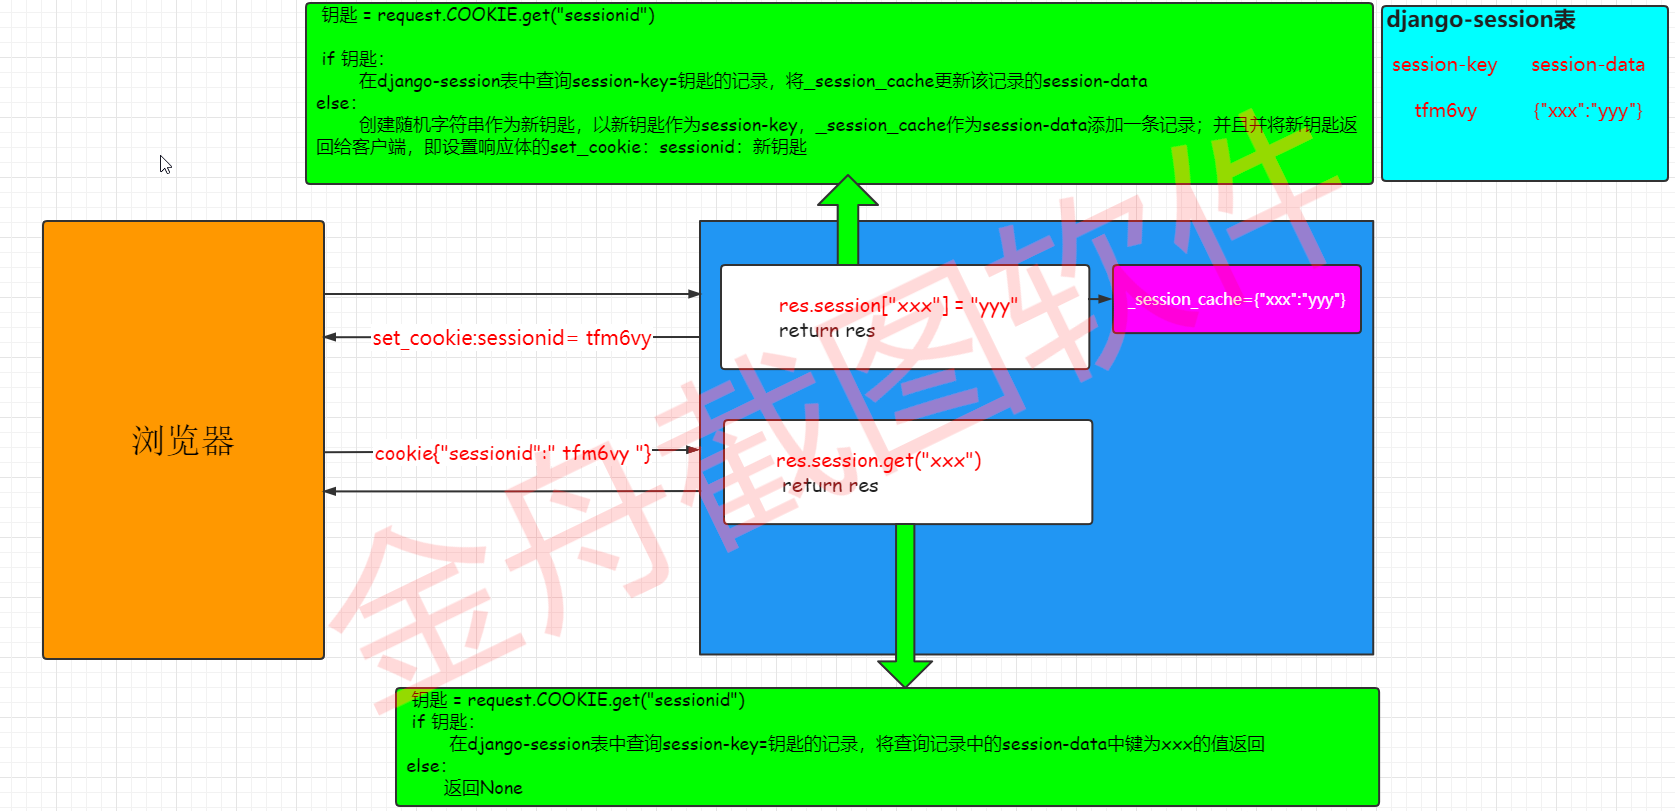 钥匙 = request.COOKIE.get("sessionid")
if 钥匙：
在django-session表中查询session-key=钥匙的记录，将_session_cache更新该记录的session-data
else：
创建随机字符串作为新钥匙，以新钥匙作为session-key，_session_cache作为session-data添加一条记录；并且并将新钥匙返
回给客户端，即设置响应体的set_cookie：sessionid：新钥匙
django-session表
session-key session-data
tfm6vy {"xxx":"yyy"}
res.session["xxx"] = "yyy"
return res
_session_cache={"xxx":"yyy"}
set_cookie:sessionid= tfm6vy
浏览器
cookie{"sessionid":" tfm6vy "}
res.session.get("xxx")
return res
钥匙 = request.COOKIE.get("sessionid")
if 钥匙：
在django-session表中查询session-key=钥匙的记录，将查询记录中的session-data中键为xxx的值返回
else：
返回None
金舟截图软件